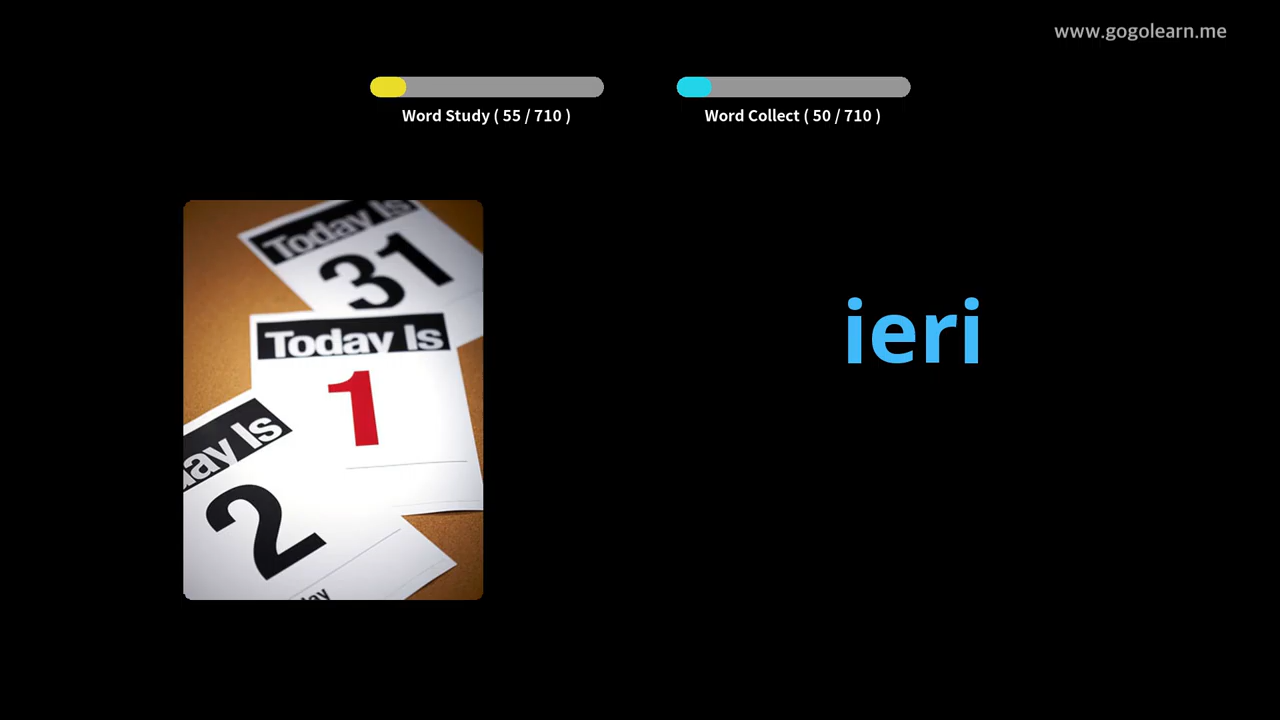 www.gogolearn.me
Word Study ( 55 / 710 )
Word Collect ( 50 / 710 )
Today Is
31
Today Is
1
ay Is
2
ay
ieri